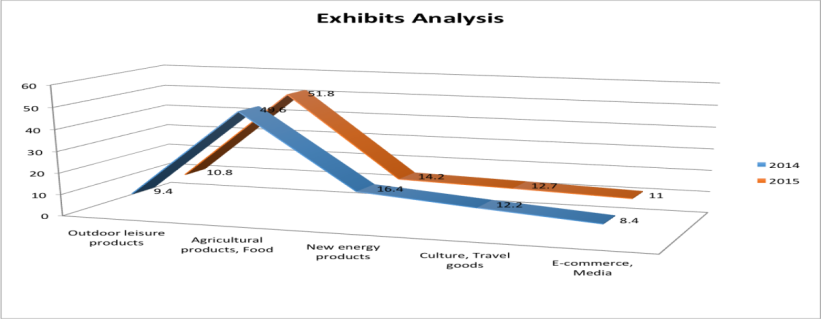 Exhibits Analysis
60
50
40
30
20
10
0
49.6
51.8
9.4
10.8
16.4
14.2
12.2
12.7
8.4
11
2014
2015
Outdoor leisure
products
Agricultural
products, Food
New energy
products
Culture, Travel
goods
E-commerce,
Media